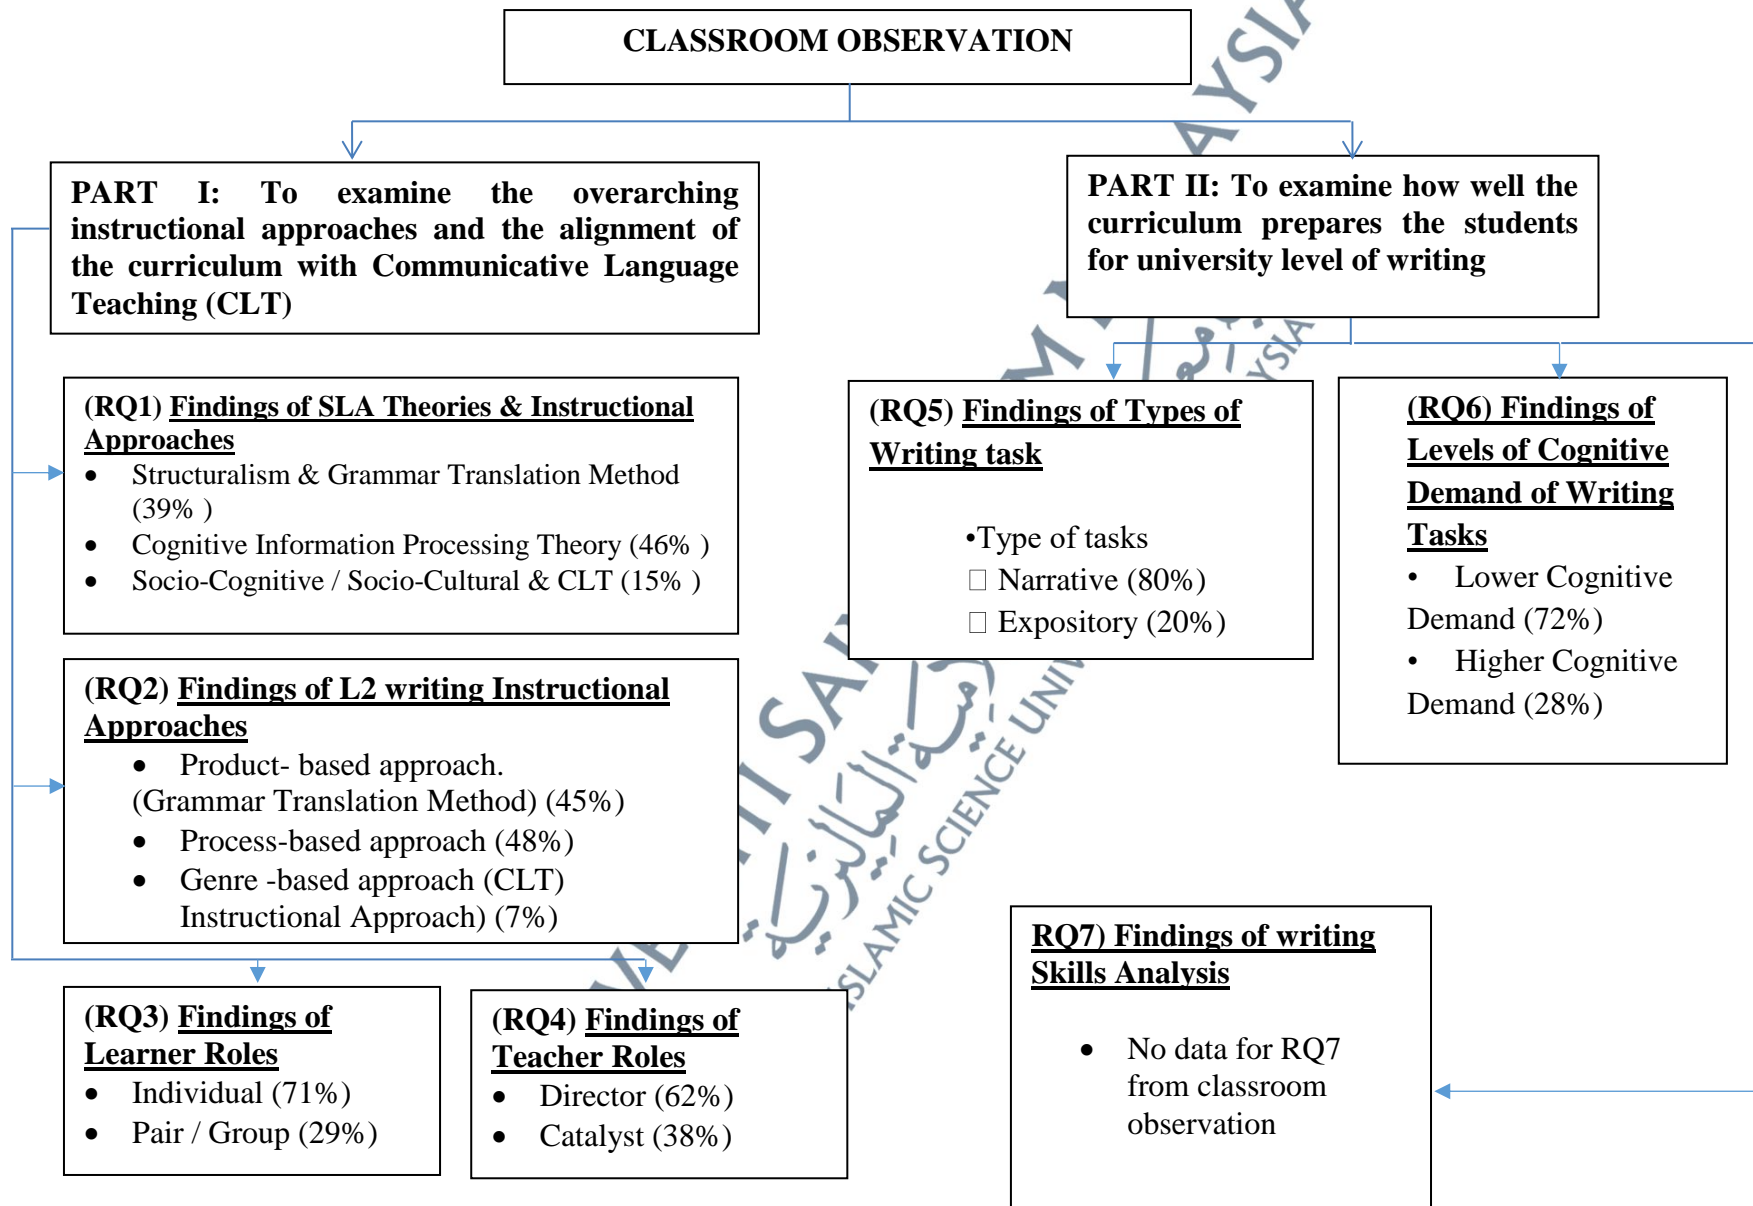 CLASSROOM OBSERVATION
PART I: To examine the overarching
instructional approaches and the alignment of
the curriculum with Communicative Language
Teaching (CLT)
PART II: To examine how well the
curriculum prepares the students
for university level of writing
(RQ1) Findings of SLA Theories & Instructional
Approaches
• Structuralism & Grammar Translation Method
(39% )
• Cognitive Information Processing Theory (46% )
• Socio-Cognitive / Socio-Cultural & CLT (15% )
(RQ2) Findings of L2 writing Instructional
Approaches
• Product- based approach.
(Grammar Translation Method) (45%)
• Process-based approach (48%)
• Genre -based approach (CLT)
Instructional Approach) (7%)
(RQ3) Findings of
Learner Roles
• Individual (71%)
• Pair / Group (29%)
(RQ4) Findings of
Teacher Roles
• Director (62%)
• Catalyst (38%)
(RQ5) Findings of Types of
Writing task
•Type of tasks
□ Narrative (80%)
□ Expository (20%)
(RQ6) Findings of
Levels of Cognitive
Demand of Writing
Tasks
• Lower Cognitive
Demand (72%)
• Higher Cognitive
Demand (28%)
RQ7) Findings of writing
Skills Analysis
• No data for RQ7
from classroom
observation
ISLAMIC SCIENCE